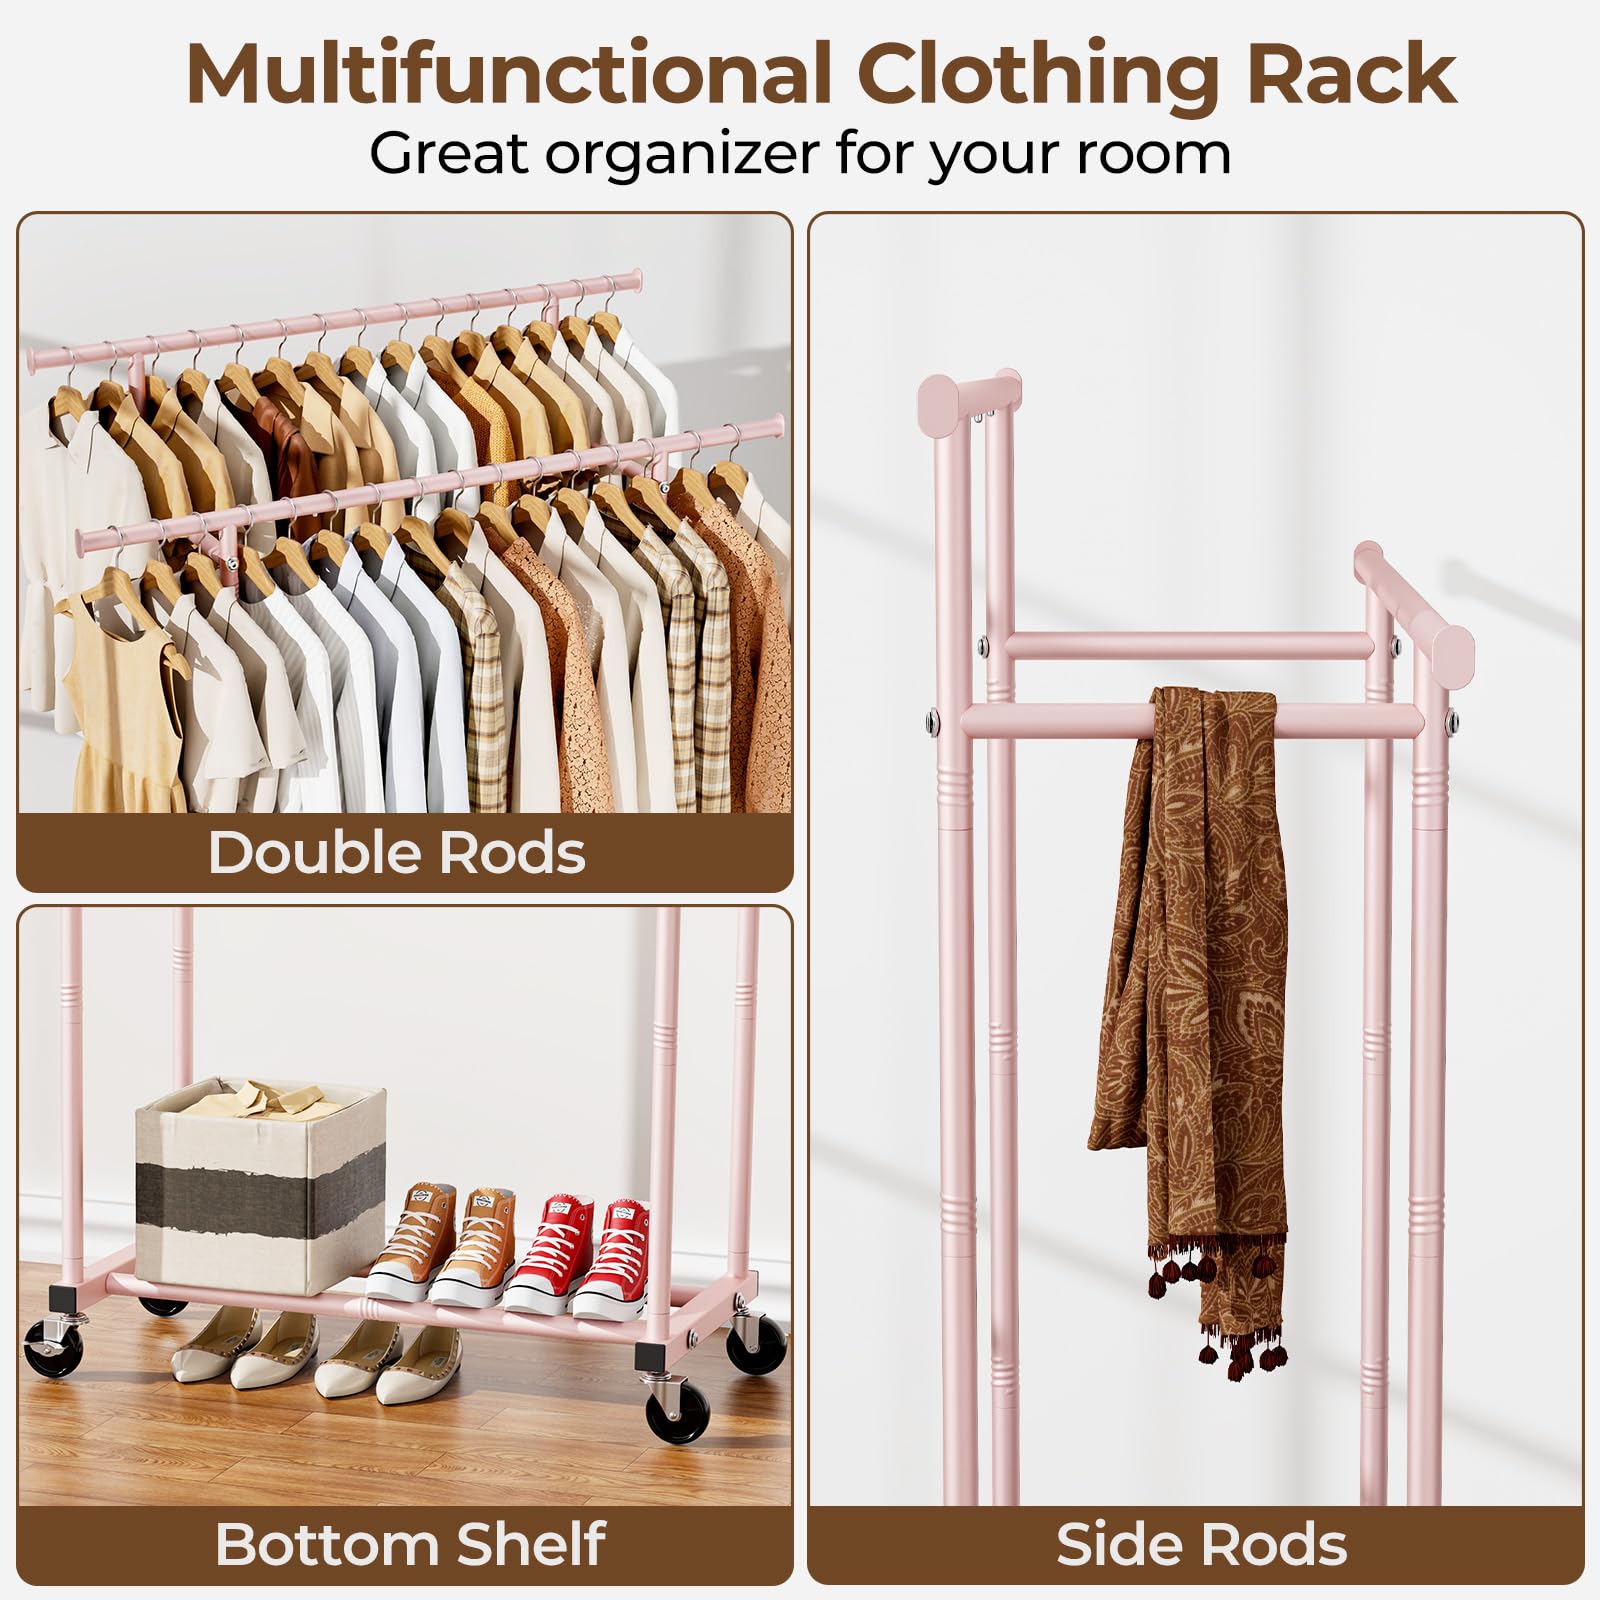 Multifunctional Clothing Rack
Great organizer for your room
Double Rods
Bottom Shelf
Side Rods